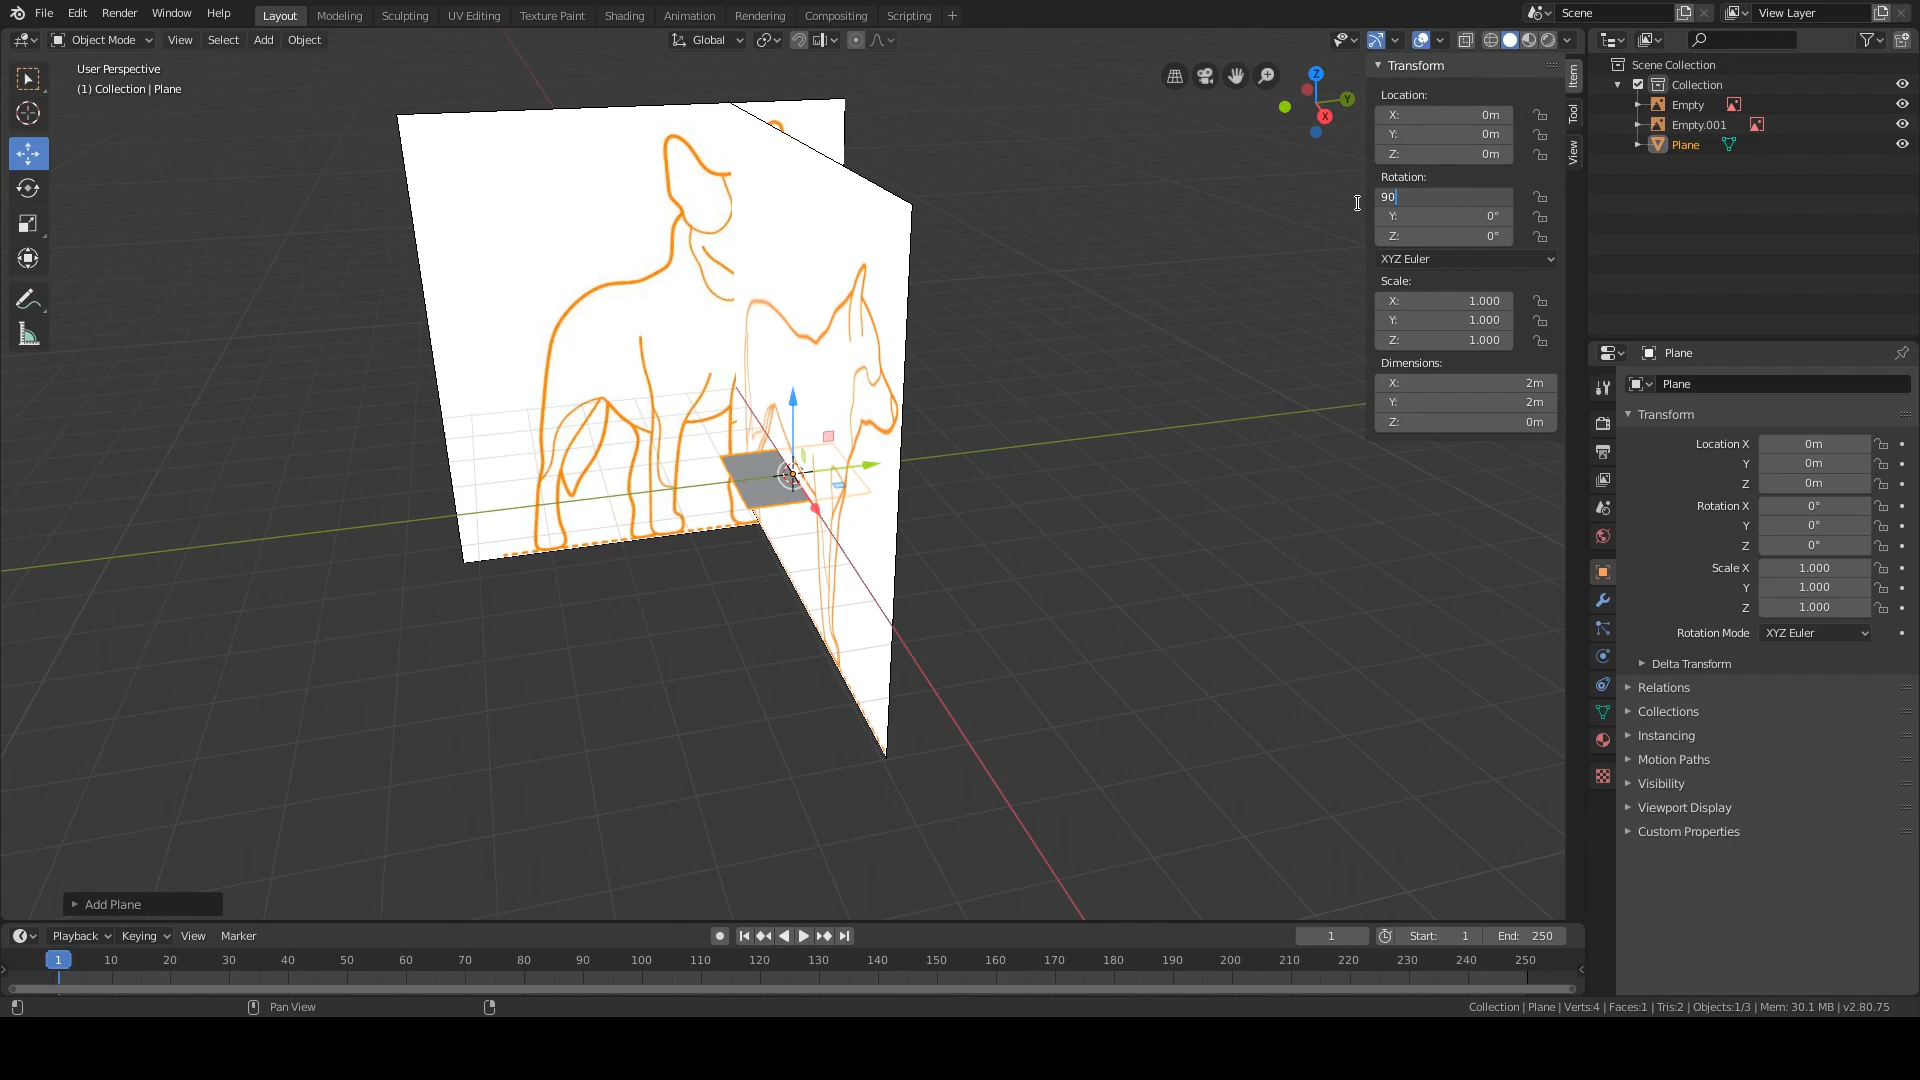 File Edit Render Window Help Layout Modeling Sculpting UV Editing Texture Paint Shading Animation Rendering Compositing Scripting + Scene View Layer
Object Mode View Select Add Object Global
User Perspective
(1) Collection | Plane
Z
Y
X
Transform
Location:
X: 0m
Y: 0m
Z: 0m
Rotation:
90
Y: 0°
Z: 0°
XYZ Euler
Scale:
X: 1.000
Y: 1.000
Z: 1.000
Dimensions:
X: 2m
Y: 2m
Z: 0m
Item
Tool
View
Scene Collection
Collection
Empty
Empty.001
Plane
Plane
Plane
Transform
Location X 0m
Y 0m
Z 0m
Rotation X 0°
Y 0°
Z 0°
Scale X 1.000
Y 1.000
Z 1.000
Rotation Mode XYZ Euler
Delta Transform
Relations
Collections
Instancing
Motion Paths
Visibility
Viewport Display
Custom Properties
Add Plane
Playback Keying View Marker 1 Start: 1 End: 250
1 10 20 30 40 50 60 70 80 90 100 110 120 130 140 150 160 170 180 190 200 210 220 230 240 250
Pan View
Collection | Plane | Verts:4 | Faces:1 | Tris:2 | Objects:1/3 | Mem: 30.1 MB | v2.80.75